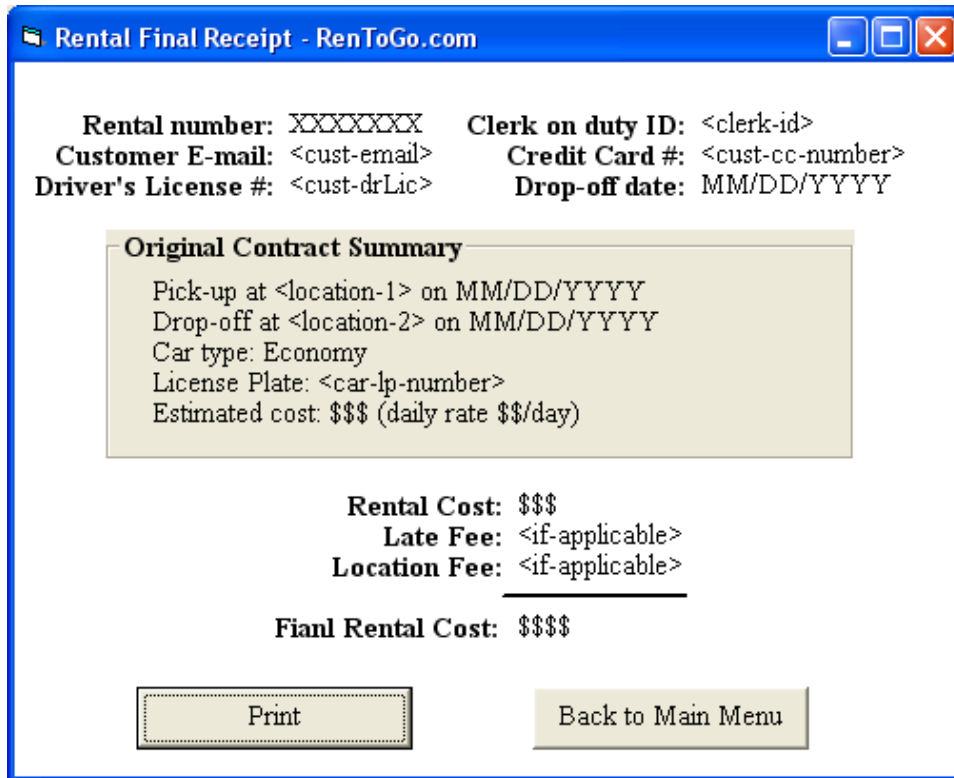 Rental Final Receipt - RenToGo.com
Rental number: XXXXXXX Clerk on duty ID: <clerk-id>
Customer E-mail: <cust-email> Credit Card #: <cust-cc-number>
Driver's License #: <cust-drLic> Drop-off date: MM/DD/YYYY
Original Contract Summary
Pick-up at <location-1> on MM/DD/YYYY
Drop-off at <location-2> on MM/DD/YYYY
Car type: Economy
License Plate: <car-lp-number>
Estimated cost: $$$ (daily rate $$/day)
Rental Cost: $$$
Late Fee: <if-applicable>
Location Fee: <if-applicable>
Fianl Rental Cost: $$$$
Print Back to Main Menu